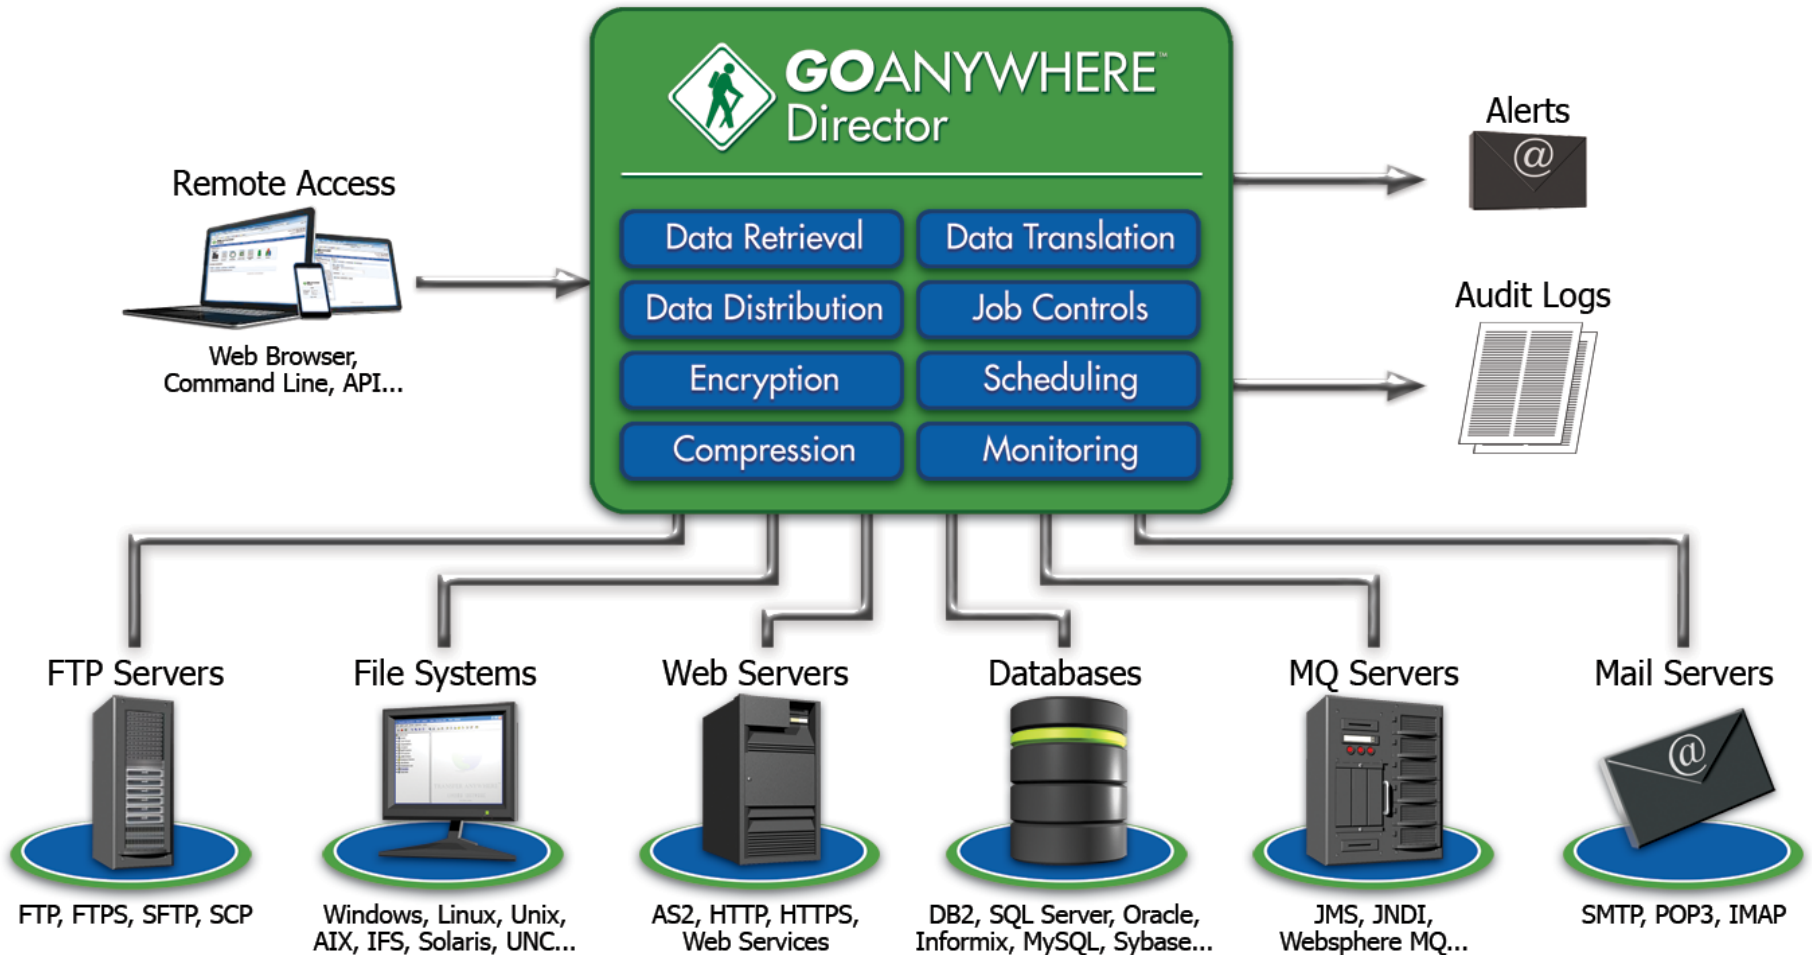 GOANYWHERE™
Director
Data Retrieval
Data Translation
Data Distribution
Job Controls
Encryption
Scheduling
Compression
Monitoring
Remote Access
Web Browser,
Command Line, API...
Alerts
@
Audit Logs
FTP Servers
FTP, FTPS, SFTP, SCP
File Systems
Windows, Linux, Unix,
AIX, IFS, Solaris, UNC...
Web Servers
AS2, HTTP, HTTPS,
Web Services
Databases
DB2, SQL Server, Oracle,
Informix, MySQL, Sybase...
MQ Servers
JMS, JNDI,
Websphere MQ...
Mail Servers
@
SMTP, POP3, IMAP